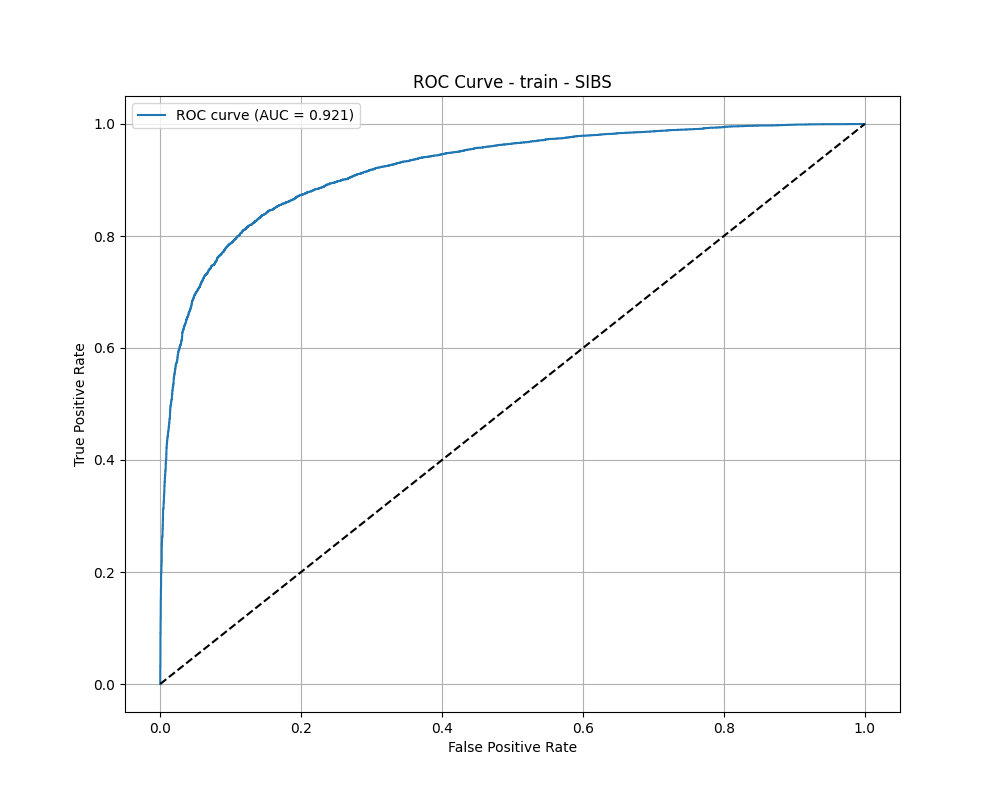 ROC Curve - train - SIBS
ROC curve (AUC = 0.921)
1.0
0.8
0.6
0.4
0.2
0.0
True Positive Rate
0.0 0.2 0.4 0.6 0.8 1.0
False Positive Rate